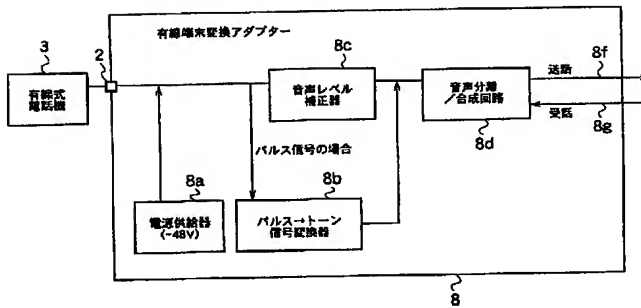 有線端末変換アダプター
3
2
8c
8f
有線式
電話機
音声レベル
補正器
音声分離
/合成回路
送話
受話
8g
8d
パルス信号の場合
8a
8b
電源供給器
(-48V)
パルス→トーン
信号変換器
8